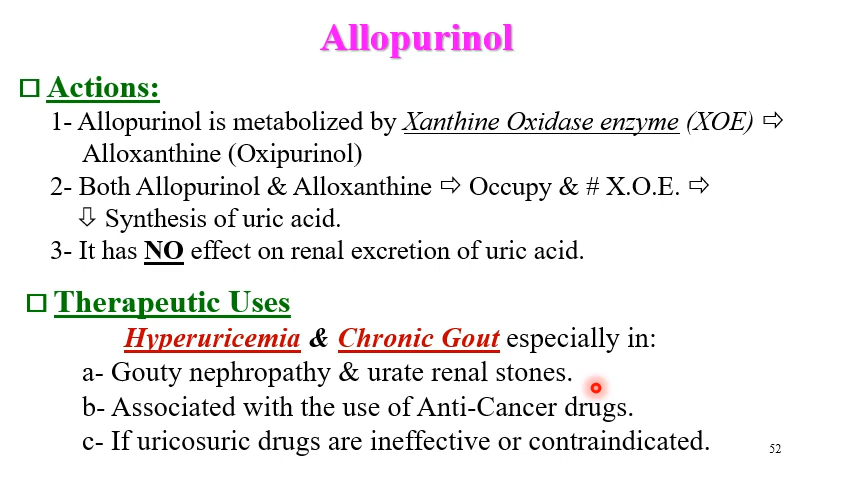 Allopurinol
□ Actions:
1- Allopurinol is metabolized by Xanthine Oxidase enzyme (XOE) ⇨
Alloxanthine (Oxipurinol)
2- Both Allopurinol & Alloxanthine ⇨ Occupy & # X.O.E. ⇨
⇩ Synthesis of uric acid.
3- It has NO effect on renal excretion of uric acid.
□ Therapeutic Uses
Hyperuricemia & Chronic Gout especially in:
a- Gouty nephropathy & urate renal stones.
b- Associated with the use of Anti-Cancer drugs.
c- If uricosuric drugs are ineffective or contraindicated.
52